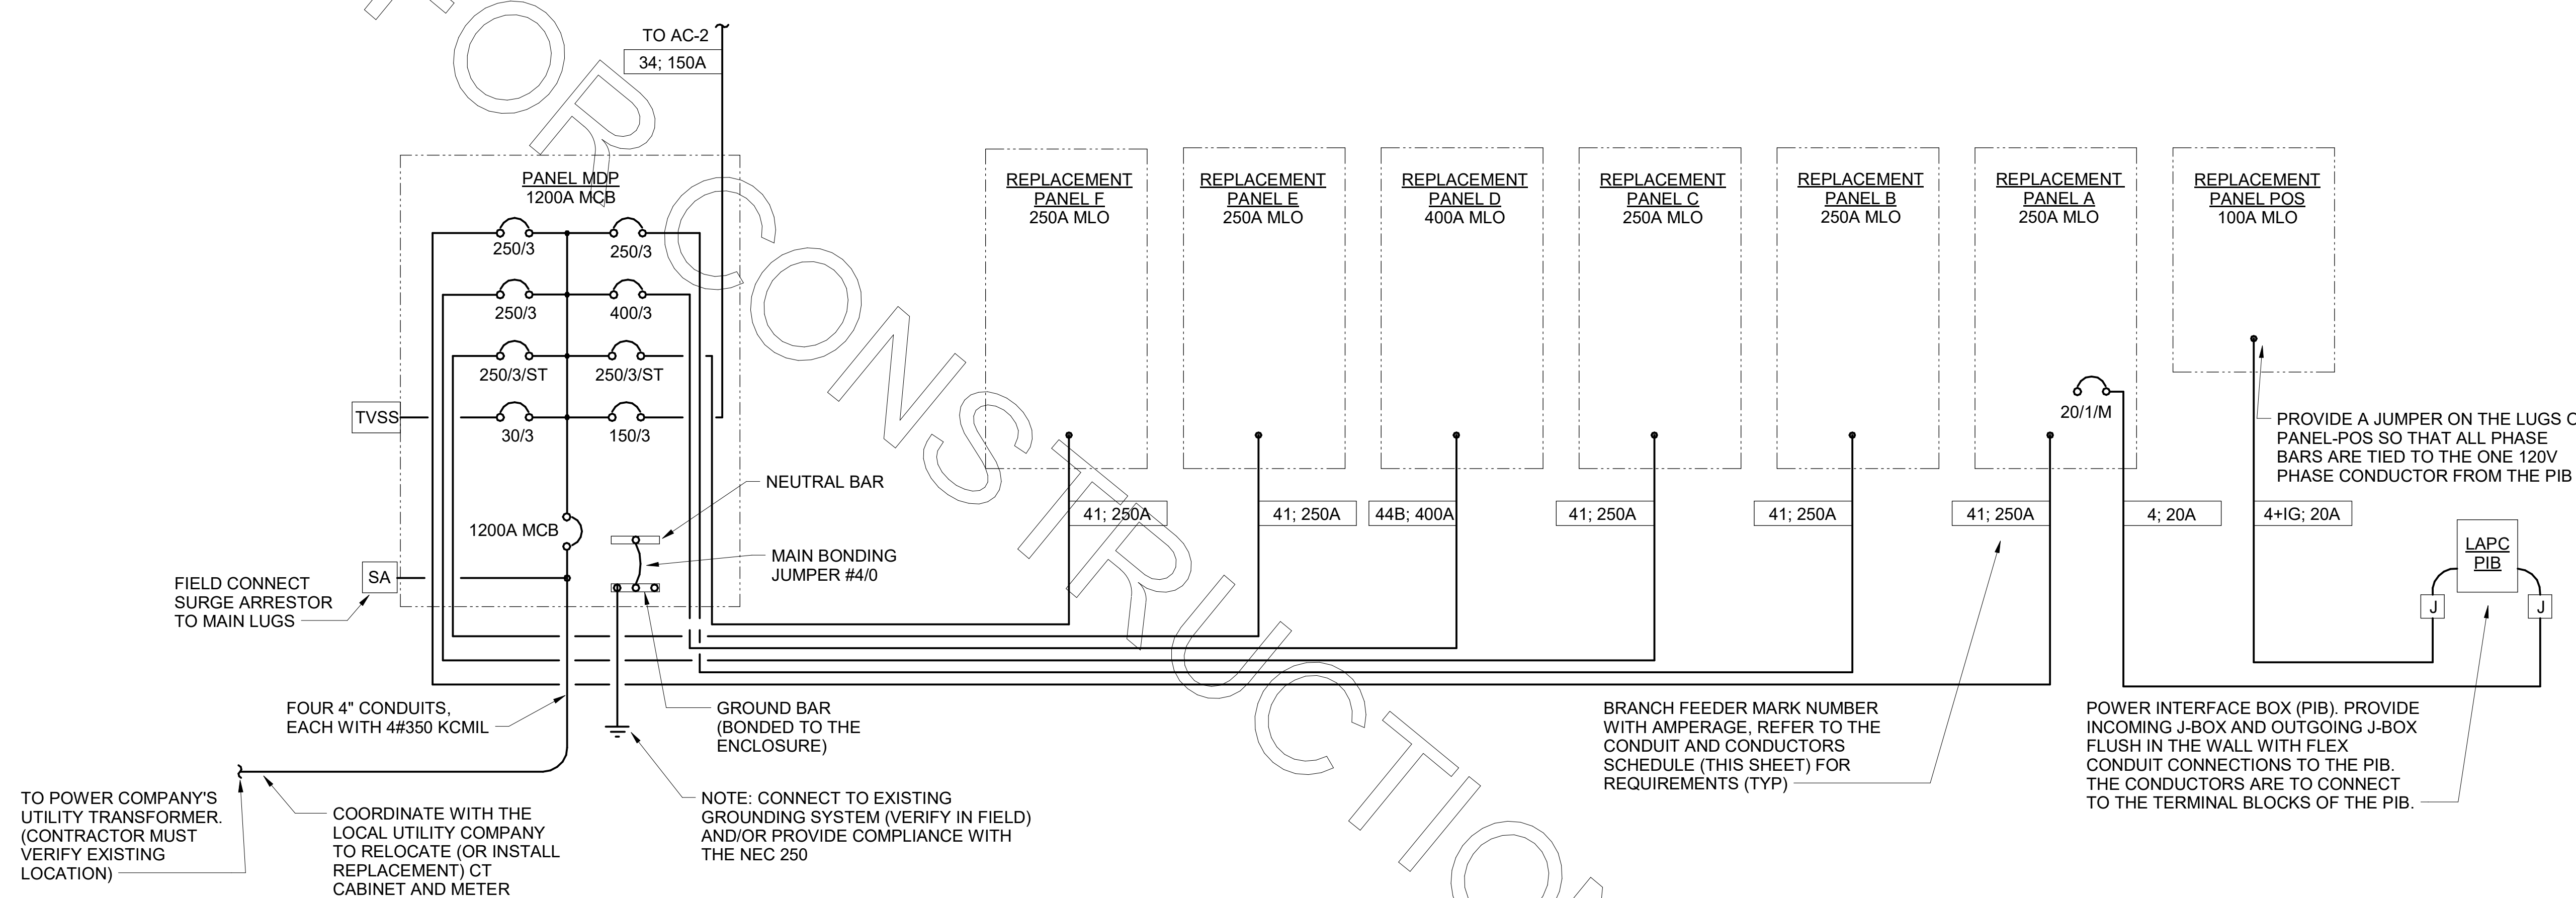 TO AC-2
34; 150A
PANEL MDP
1200A MCB
250/3
250/3
250/3
400/3
250/3/ST
250/3/ST
30/3
150/3
TVSS
1200A MCB
SA
NEUTRAL BAR
MAIN BONDING
JUMPER #4/0
FIELD CONNECT
SURGE ARRESTOR
TO MAIN LUGS
FOUR 4" CONDUITS,
EACH WITH 4#350 KCMIL
GROUND BAR
(BONDED TO THE
ENCLOSURE)
TO POWER COMPANY'S
UTILITY TRANSFORMER.
(CONTRACTOR MUST
VERIFY EXISTING
LOCATION)
COORDINATE WITH THE
LOCAL UTILITY COMPANY
TO RELOCATE (OR INSTALL
REPLACEMENT) CT
CABINET AND METER
NOTE: CONNECT TO EXISTING
GROUNDING SYSTEM (VERIFY IN FIELD)
AND/OR PROVIDE COMPLIANCE WITH
THE NEC 250
REPLACEMENT
PANEL F
250A MLO
REPLACEMENT
PANEL E
250A MLO
REPLACEMENT
PANEL D
400A MLO
REPLACEMENT
PANEL C
250A MLO
REPLACEMENT
PANEL B
250A MLO
REPLACEMENT
PANEL A
250A MLO
REPLACEMENT
PANEL POS
100A MLO
20/1/M
41; 250A
41; 250A
44B; 400A
41; 250A
41; 250A
41; 250A
4; 20A
4+IG; 20A
PROVIDE A JUMPER ON THE LUGS
PANEL-POS SO THAT ALL PHASE
BARS ARE TIED TO THE ONE 120V
PHASE CONDUCTOR FROM THE PIB
LAPC
PIB
J
J
BRANCH FEEDER MARK NUMBER
WITH AMPERAGE, REFER TO THE
CONDUIT AND CONDUCTORS
SCHEDULE (THIS SHEET) FOR
REQUIREMENTS (TYP)
POWER INTERFACE BOX (PIB). PROVIDE
INCOMING J-BOX AND OUTGOING J-BOX
FLUSH IN THE WALL WITH FLEX
CONDUIT CONNECTIONS TO THE PIB.
THE CONDUCTORS ARE TO CONNECT
TO THE TERMINAL BLOCKS OF THE PIB.
OR CONSTRUCTION